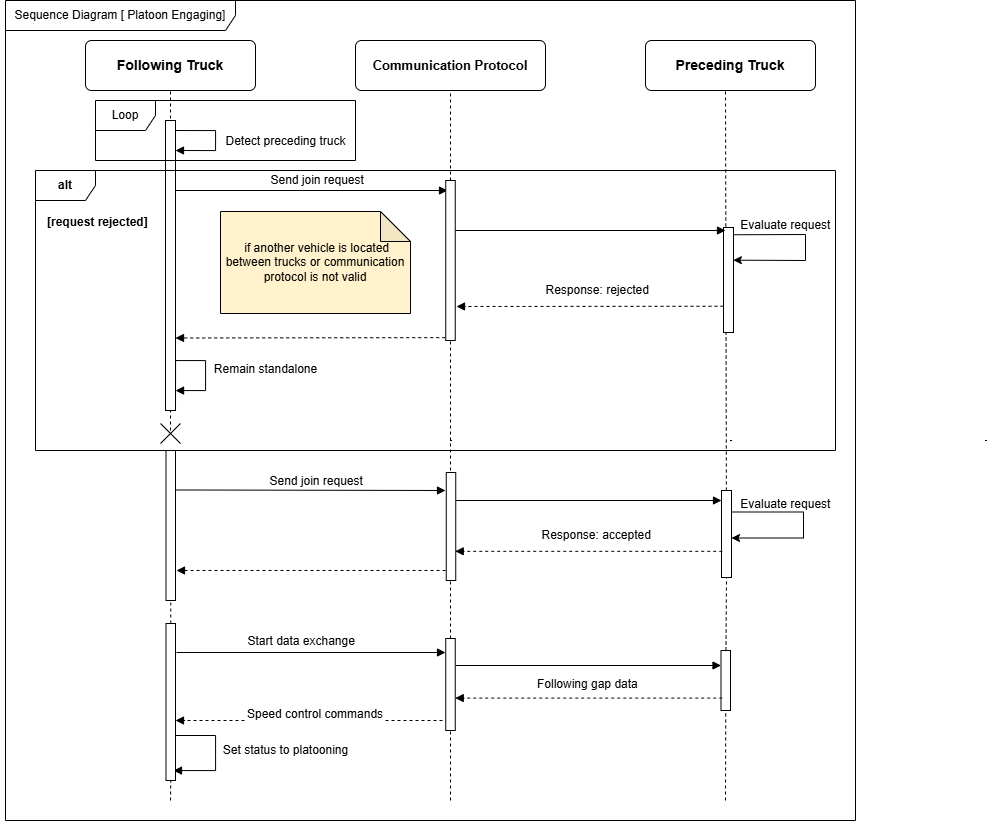 Sequence Diagram [ Platoon Engaging]
Following Truck
Communication Protocol
Preceding Truck
Loop
Detect preceding truck
alt
Send join request
[request rejected]
Evaluate request
if another vehicle is located
between trucks or communication
protocol is not valid
Response: rejected
Remain standalone
Send join request
Evaluate request
Response: accepted
Start data exchange
Following gap data
Speed control commands
Set status to platooning